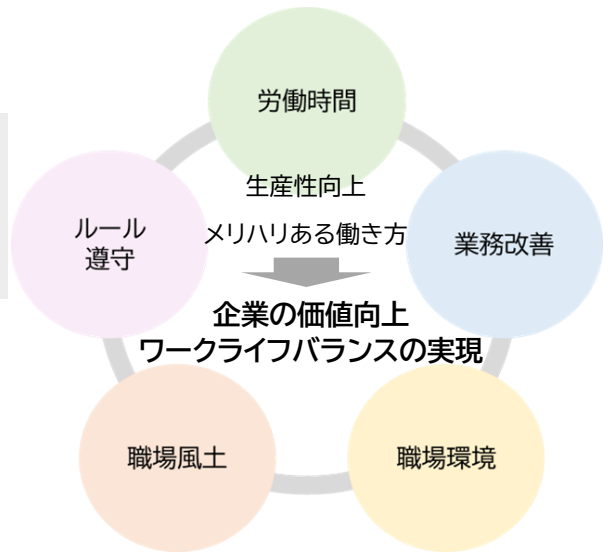 労働時間
生産性向上
メリハリある働き方
ルール
遵守
業務改善
企業の価値向上
ワークライフバランスの実現
職場風土
職場環境